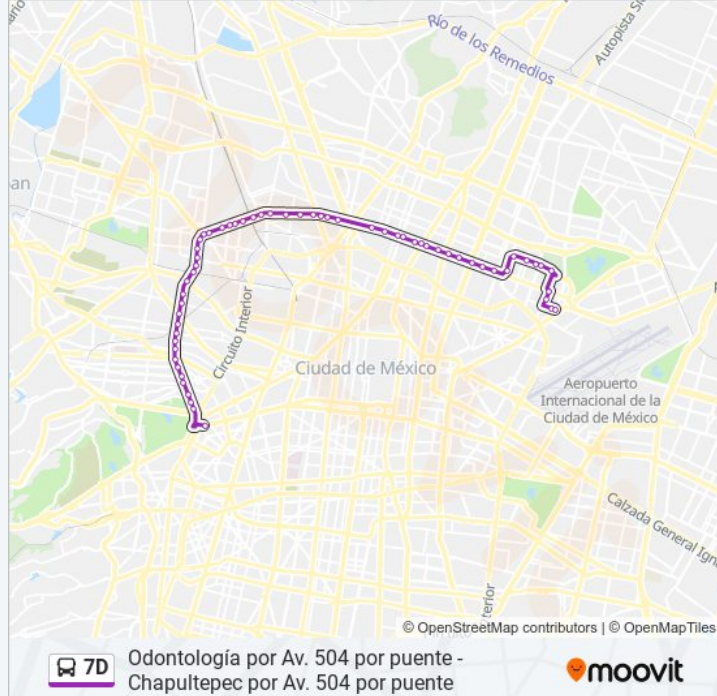 Río de los Remedios
Autopista
Circuito Interior
Ciudad de México
Aeropuerto
Internacional de la
Ciudad de México
Calzada General
© OpenStreetMap contributors | © OpenMapTiles
7D
Odontología por Av. 504 por puente -
Chapultepec por Av. 504 por puente
moovit